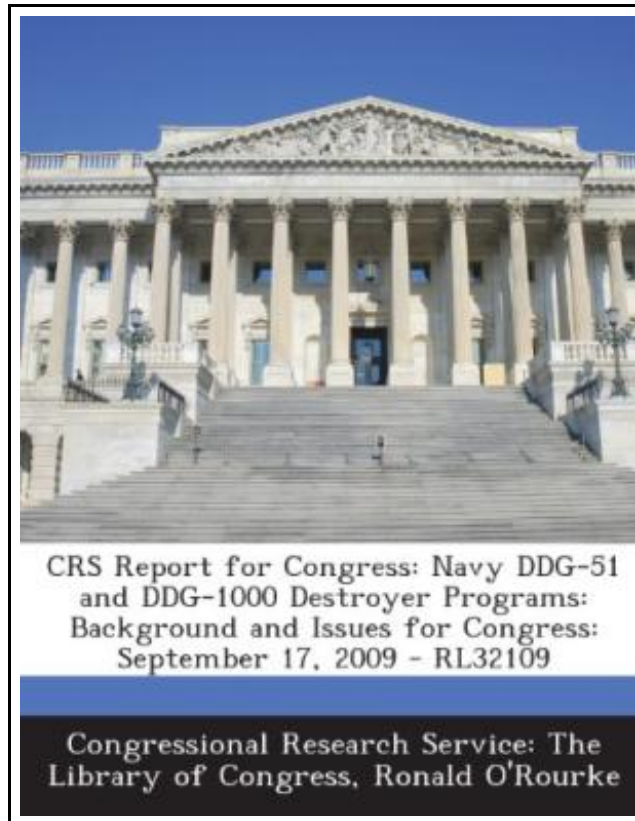 CRS Report for Congress: Navy DDG-51
and DDG-1000 Destroyer Programs:
Background and Issues for Congress:
September 17, 2009 - RL32109
Congressional Research Service: The
Library of Congress, Ronald O'Rourke